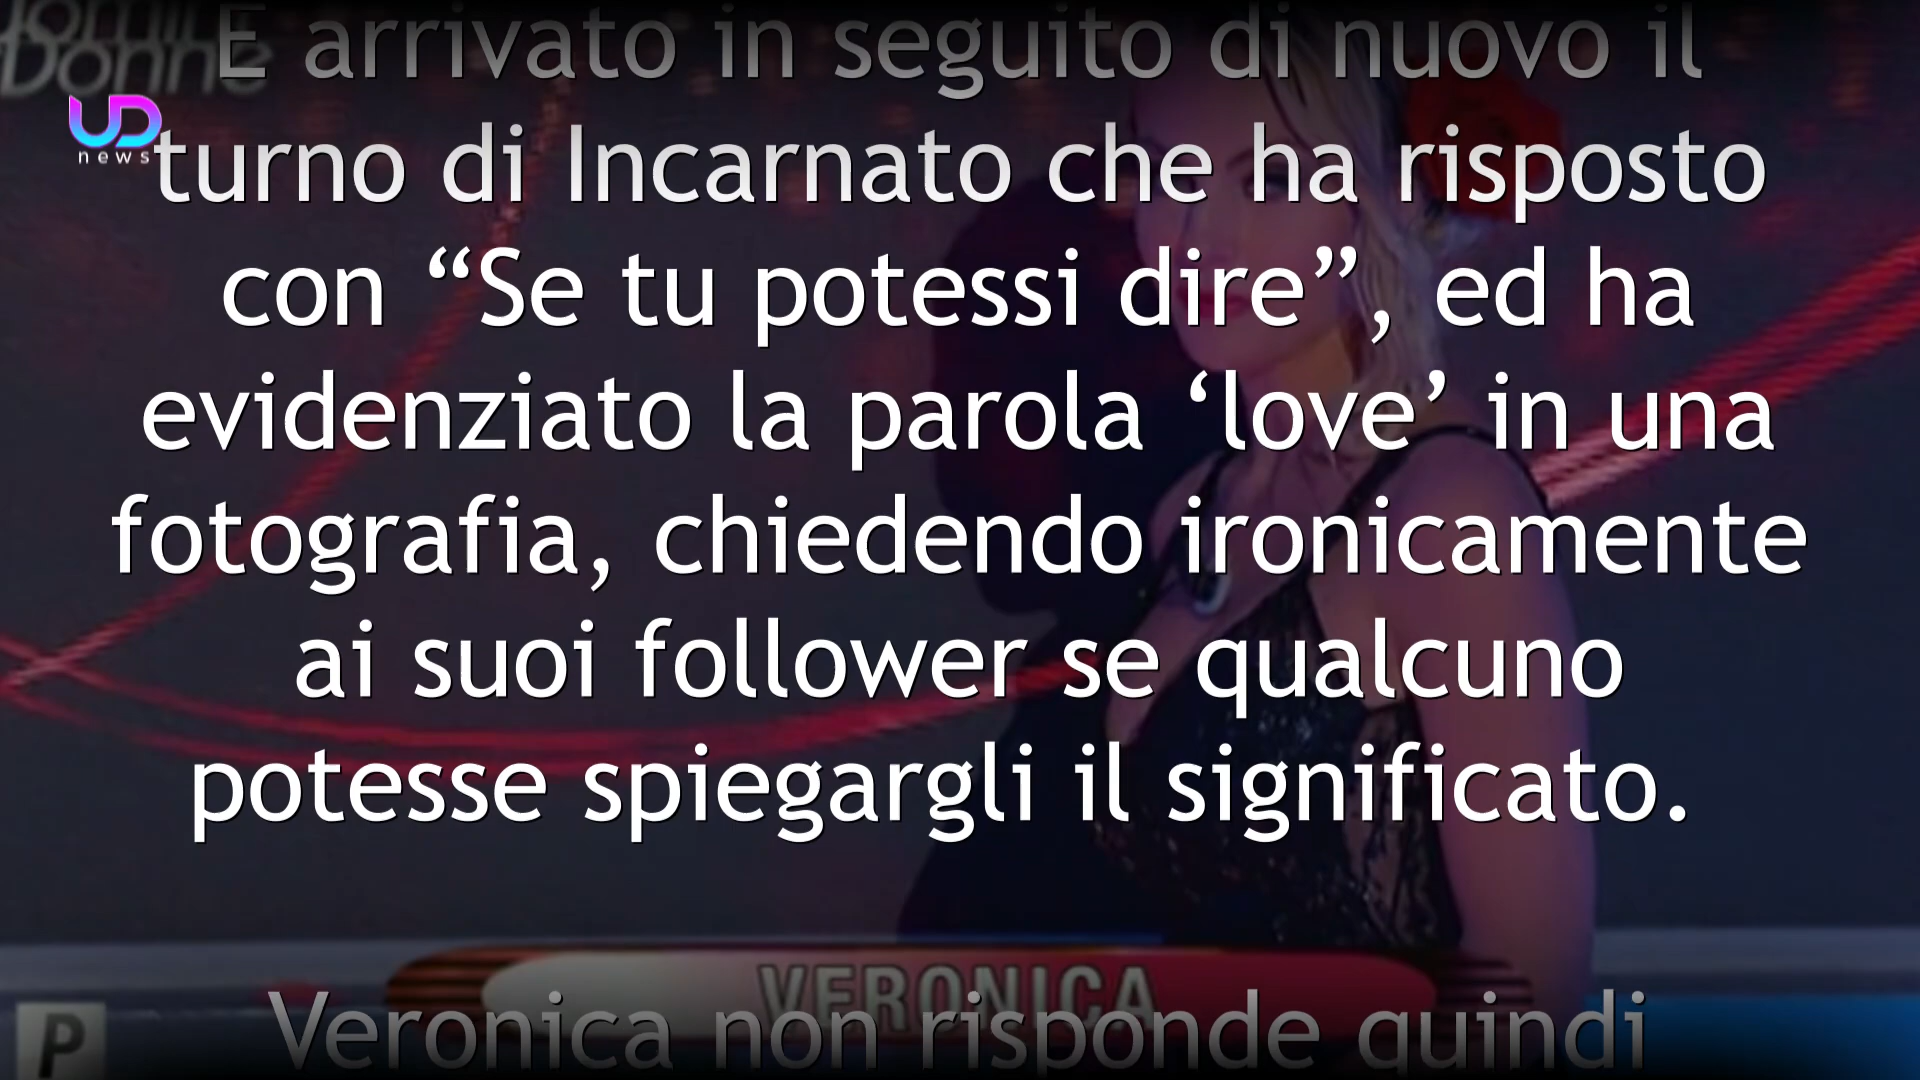 Uomini
Donne
UD
news
È arrivato in seguito di nuovo il
turno di Incarnato che ha risposto
con “Se tu potessi dire”, ed ha
evidenziato la parola ‘love’ in una
fotografia, chiedendo ironicamente
ai suoi follower se qualcuno
potesse spiegargli il significato.
VERONICA
P
Veronica non risponde quindi